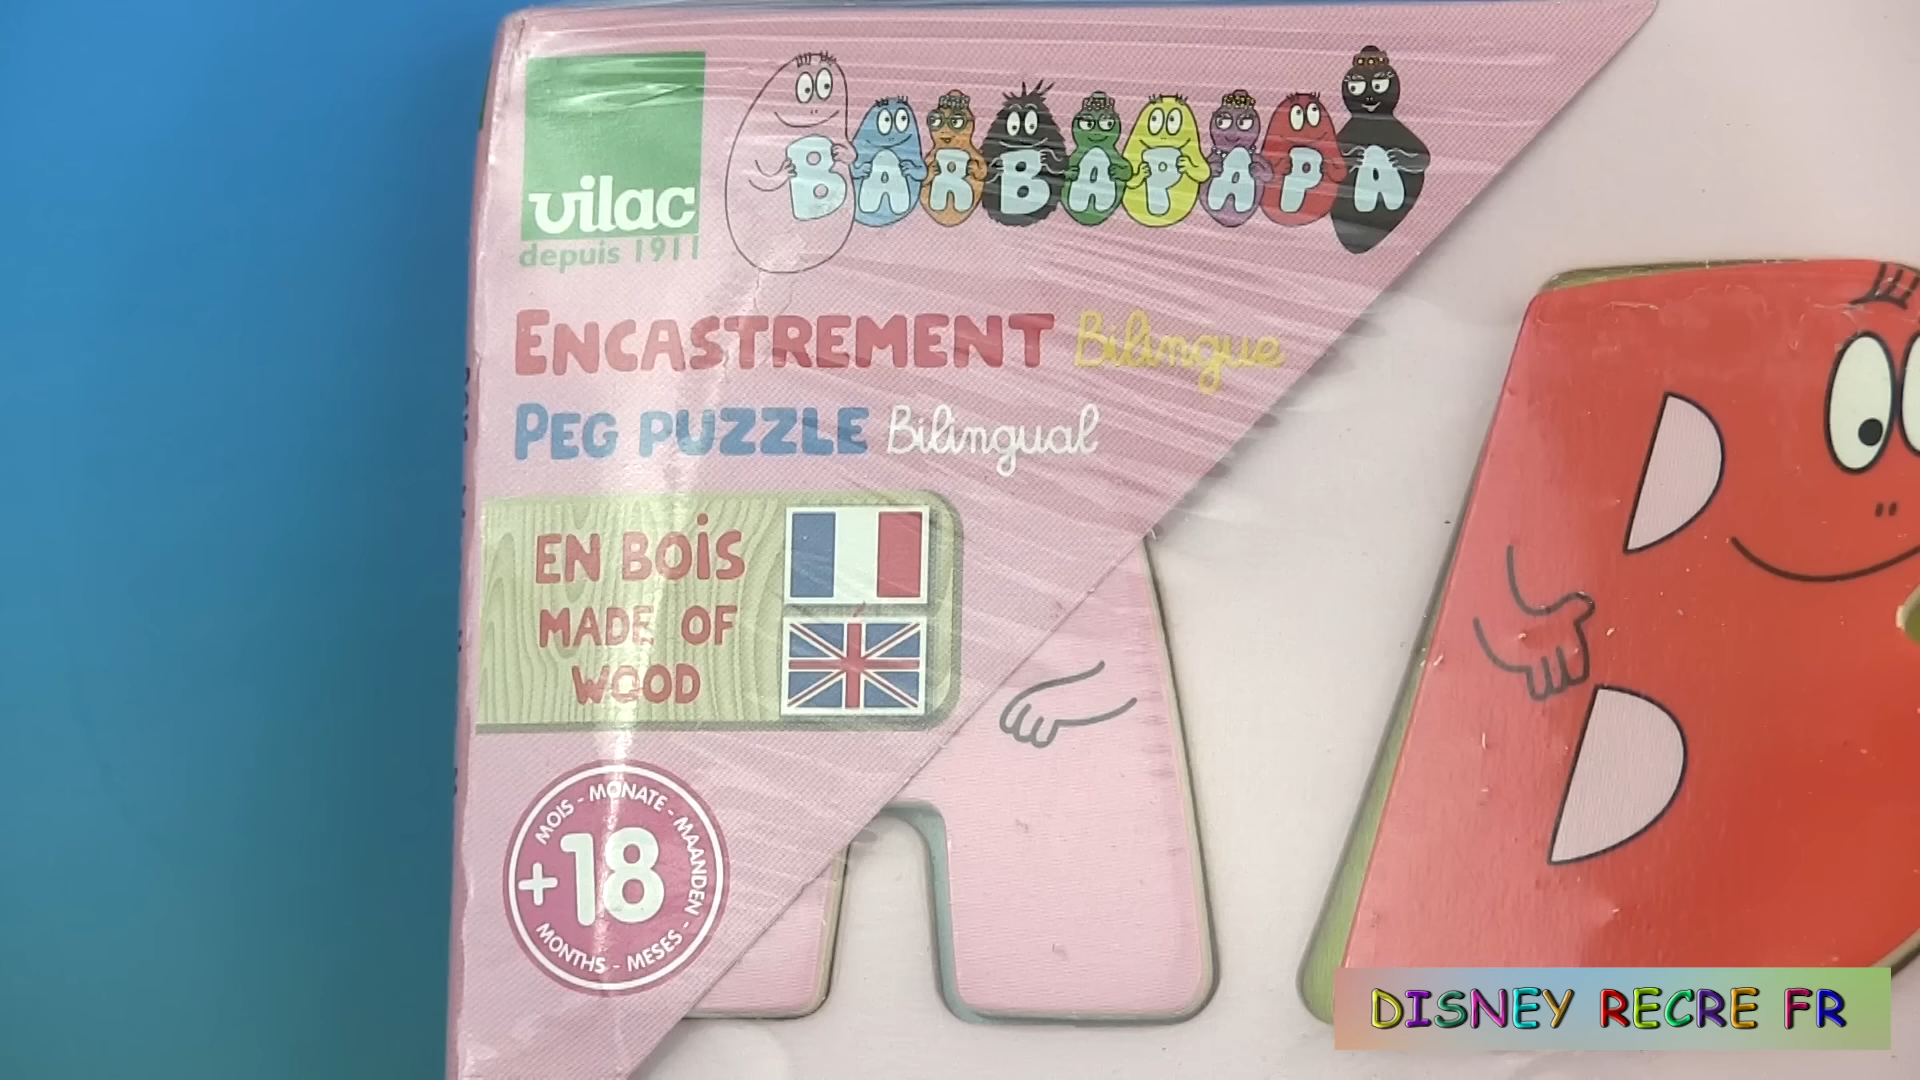 vilac
depuis 1911
BARBAPAPA
ENCASTREMENT Bilingue
PEG PUZZLE Bilingual
EN BOIS
MADE OF
WOOD
MOIS - MONATE - MAANDEN -
+18
MONTHS - MESES -
DISNEY RECRE FR